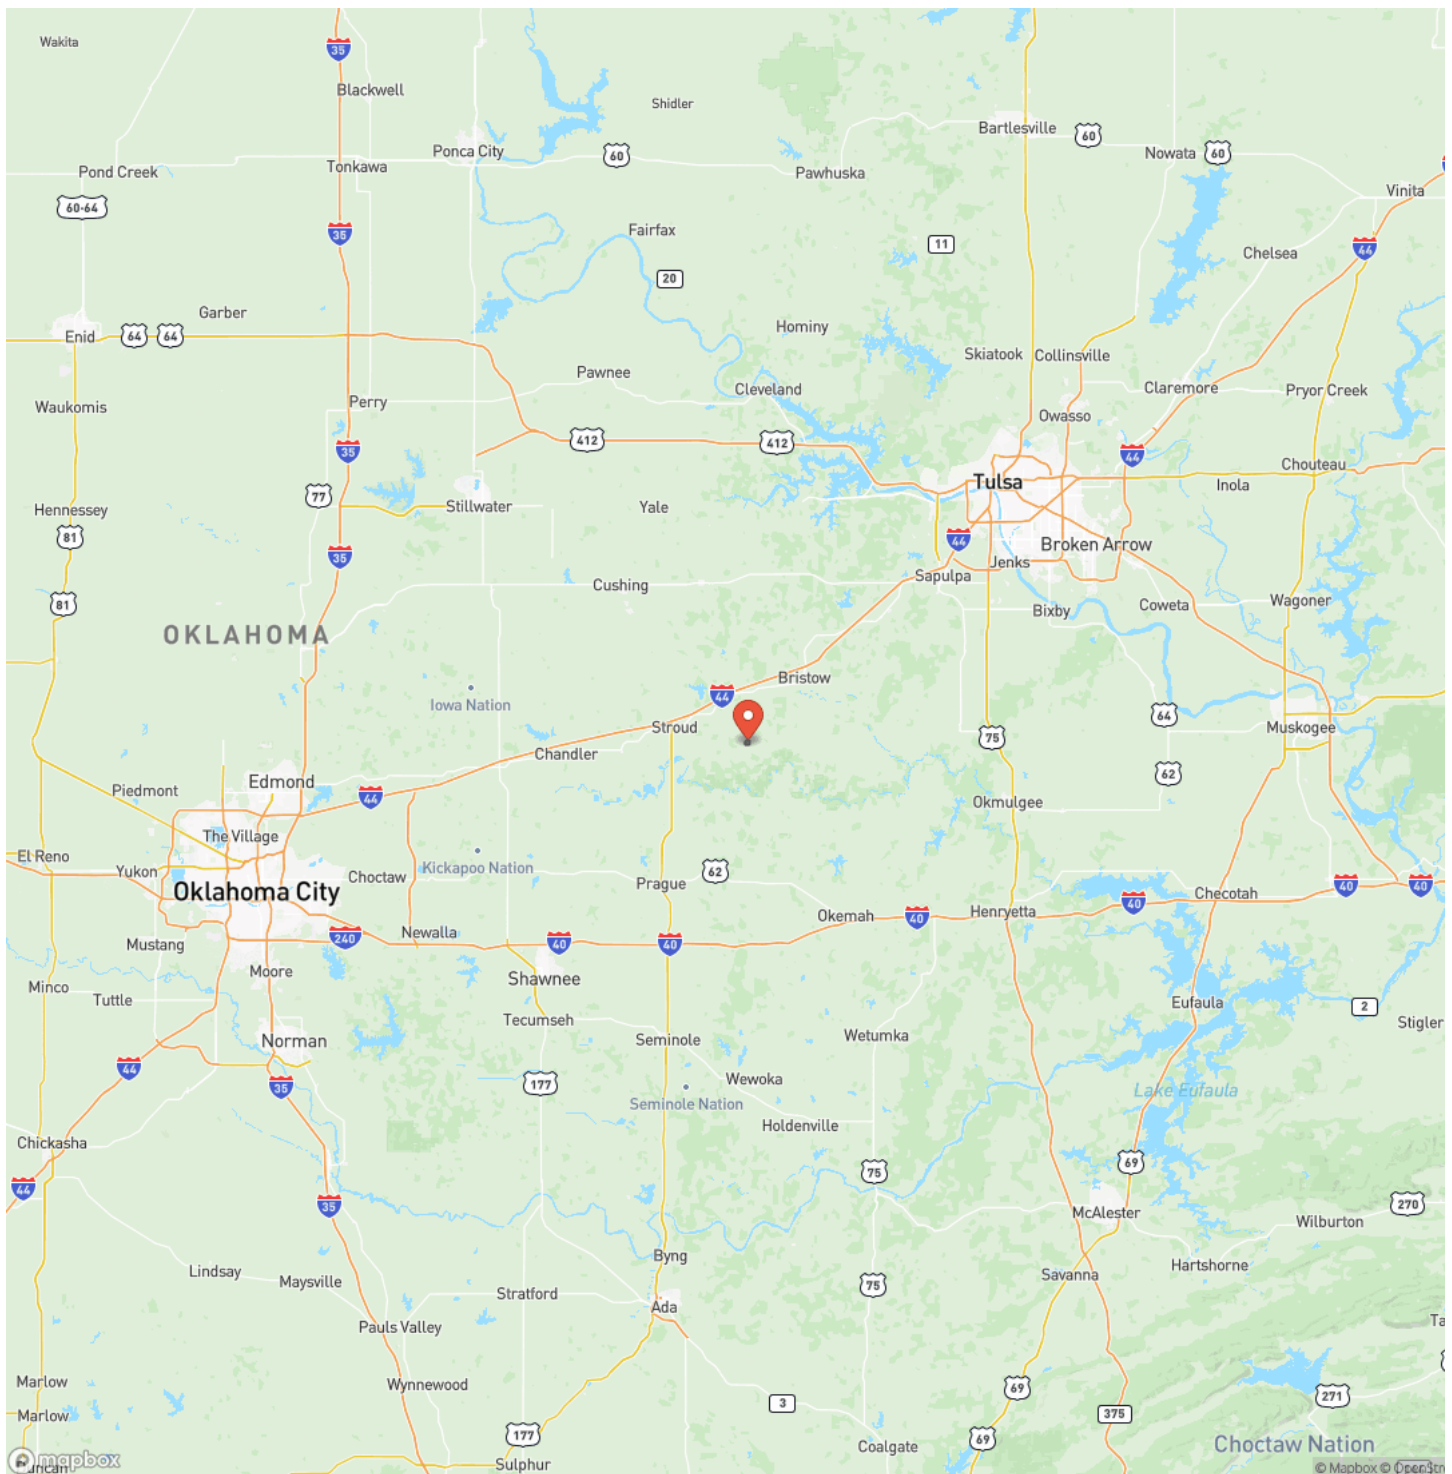 Wakita
35
Blackwell
Shidler
Bartlesville
60
Ponca City
60
Nowata
60
Tonkawa
Pond Creek
Pawhuska
Vinita
60-64
35
Fairfax
11
44
Chelsea
20
Garber
Hominy
Enid
64
64
Skiatook
Collinsville
Pawnee
Cleveland
Claremore
Pryor Creek
Waukomis
Perry
Owasso
412
412
35
44
Chouteau
Tulsa
Inola
77
Stillwater
Yale
Hennessey
81
35
44
Broken Arrow
Jenks
Sapulpa
Cushing
81
Bixby
Coweta
Wagoner
OKLAHOMA
Bristow
44
Iowa Nation
64
Stroud
75
Muskogee
Chandler
62
Edmond
Piedmont
44
Okmulgee
The Village
El Reno
Yukon
Choctaw
Kickapoo Nation
62
Prague
40
40
Oklahoma City
Checotah
40
Okemah
40
Henryetta
Newalla
240
40
40
Mustang
Moore
Shawnee
Minco
Tuttle
Eufaula
2
Tecumseh
Stigler
Norman
Seminole
Wetumka
44
35
177
Wewoka
Lake Eufaula
Seminole Nation
Holdenville
Chickasha
69
75
44
35
270
McAlester
Wilburton
Byng
Hartshorne
Lindsay
Maysville
75
Savanna
Stratford
Ada
Ta
Pauls Valley
Marlow
Wynnewood
69
271
3
375
Marlow
177
69
Choctaw Nation
Coalgate
mapbox
Sulphur
© Mapbox © OpenStr